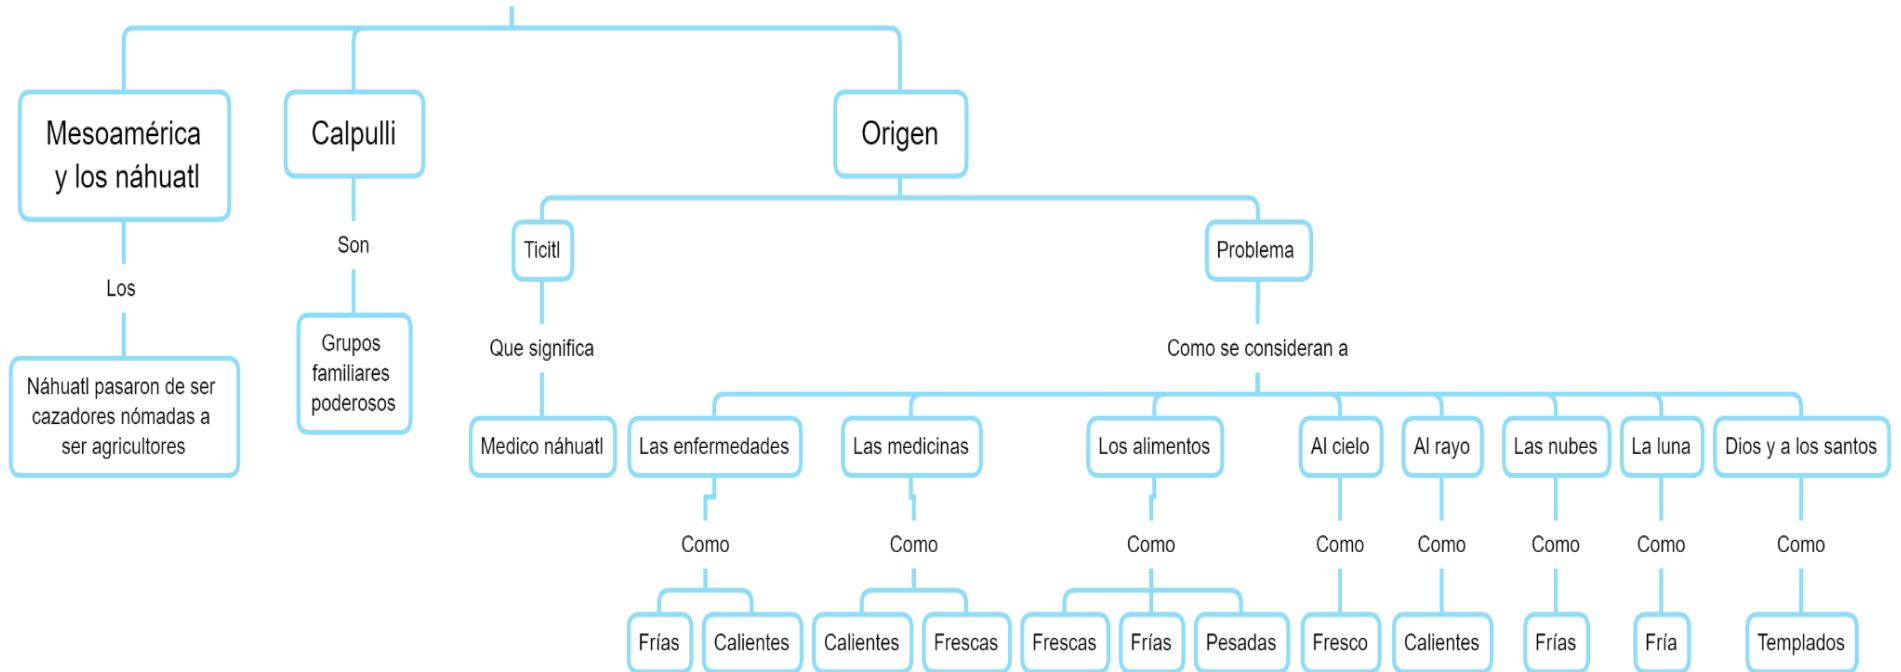 Mesoamérica
y los náhuatl
Calpulli
Origen
Los
Son
Ticitl
Problema
Náhuatl pasaron de ser
cazadores nómadas a
ser agricultores
Grupos
familiares
poderosos
Que significa
Como se consideran a
Medico náhuatl
Las enfermedades
Las medicinas
Los alimentos
Al cielo
Al rayo
Las nubes
La luna
Dios y a los santos
Como
Como
Como
Como
Como
Como
Como
Como
Frías
Calientes
Calientes
Frescas
Frescas
Frías
Pesadas
Fresco
Calientes
Frías
Fría
Templados